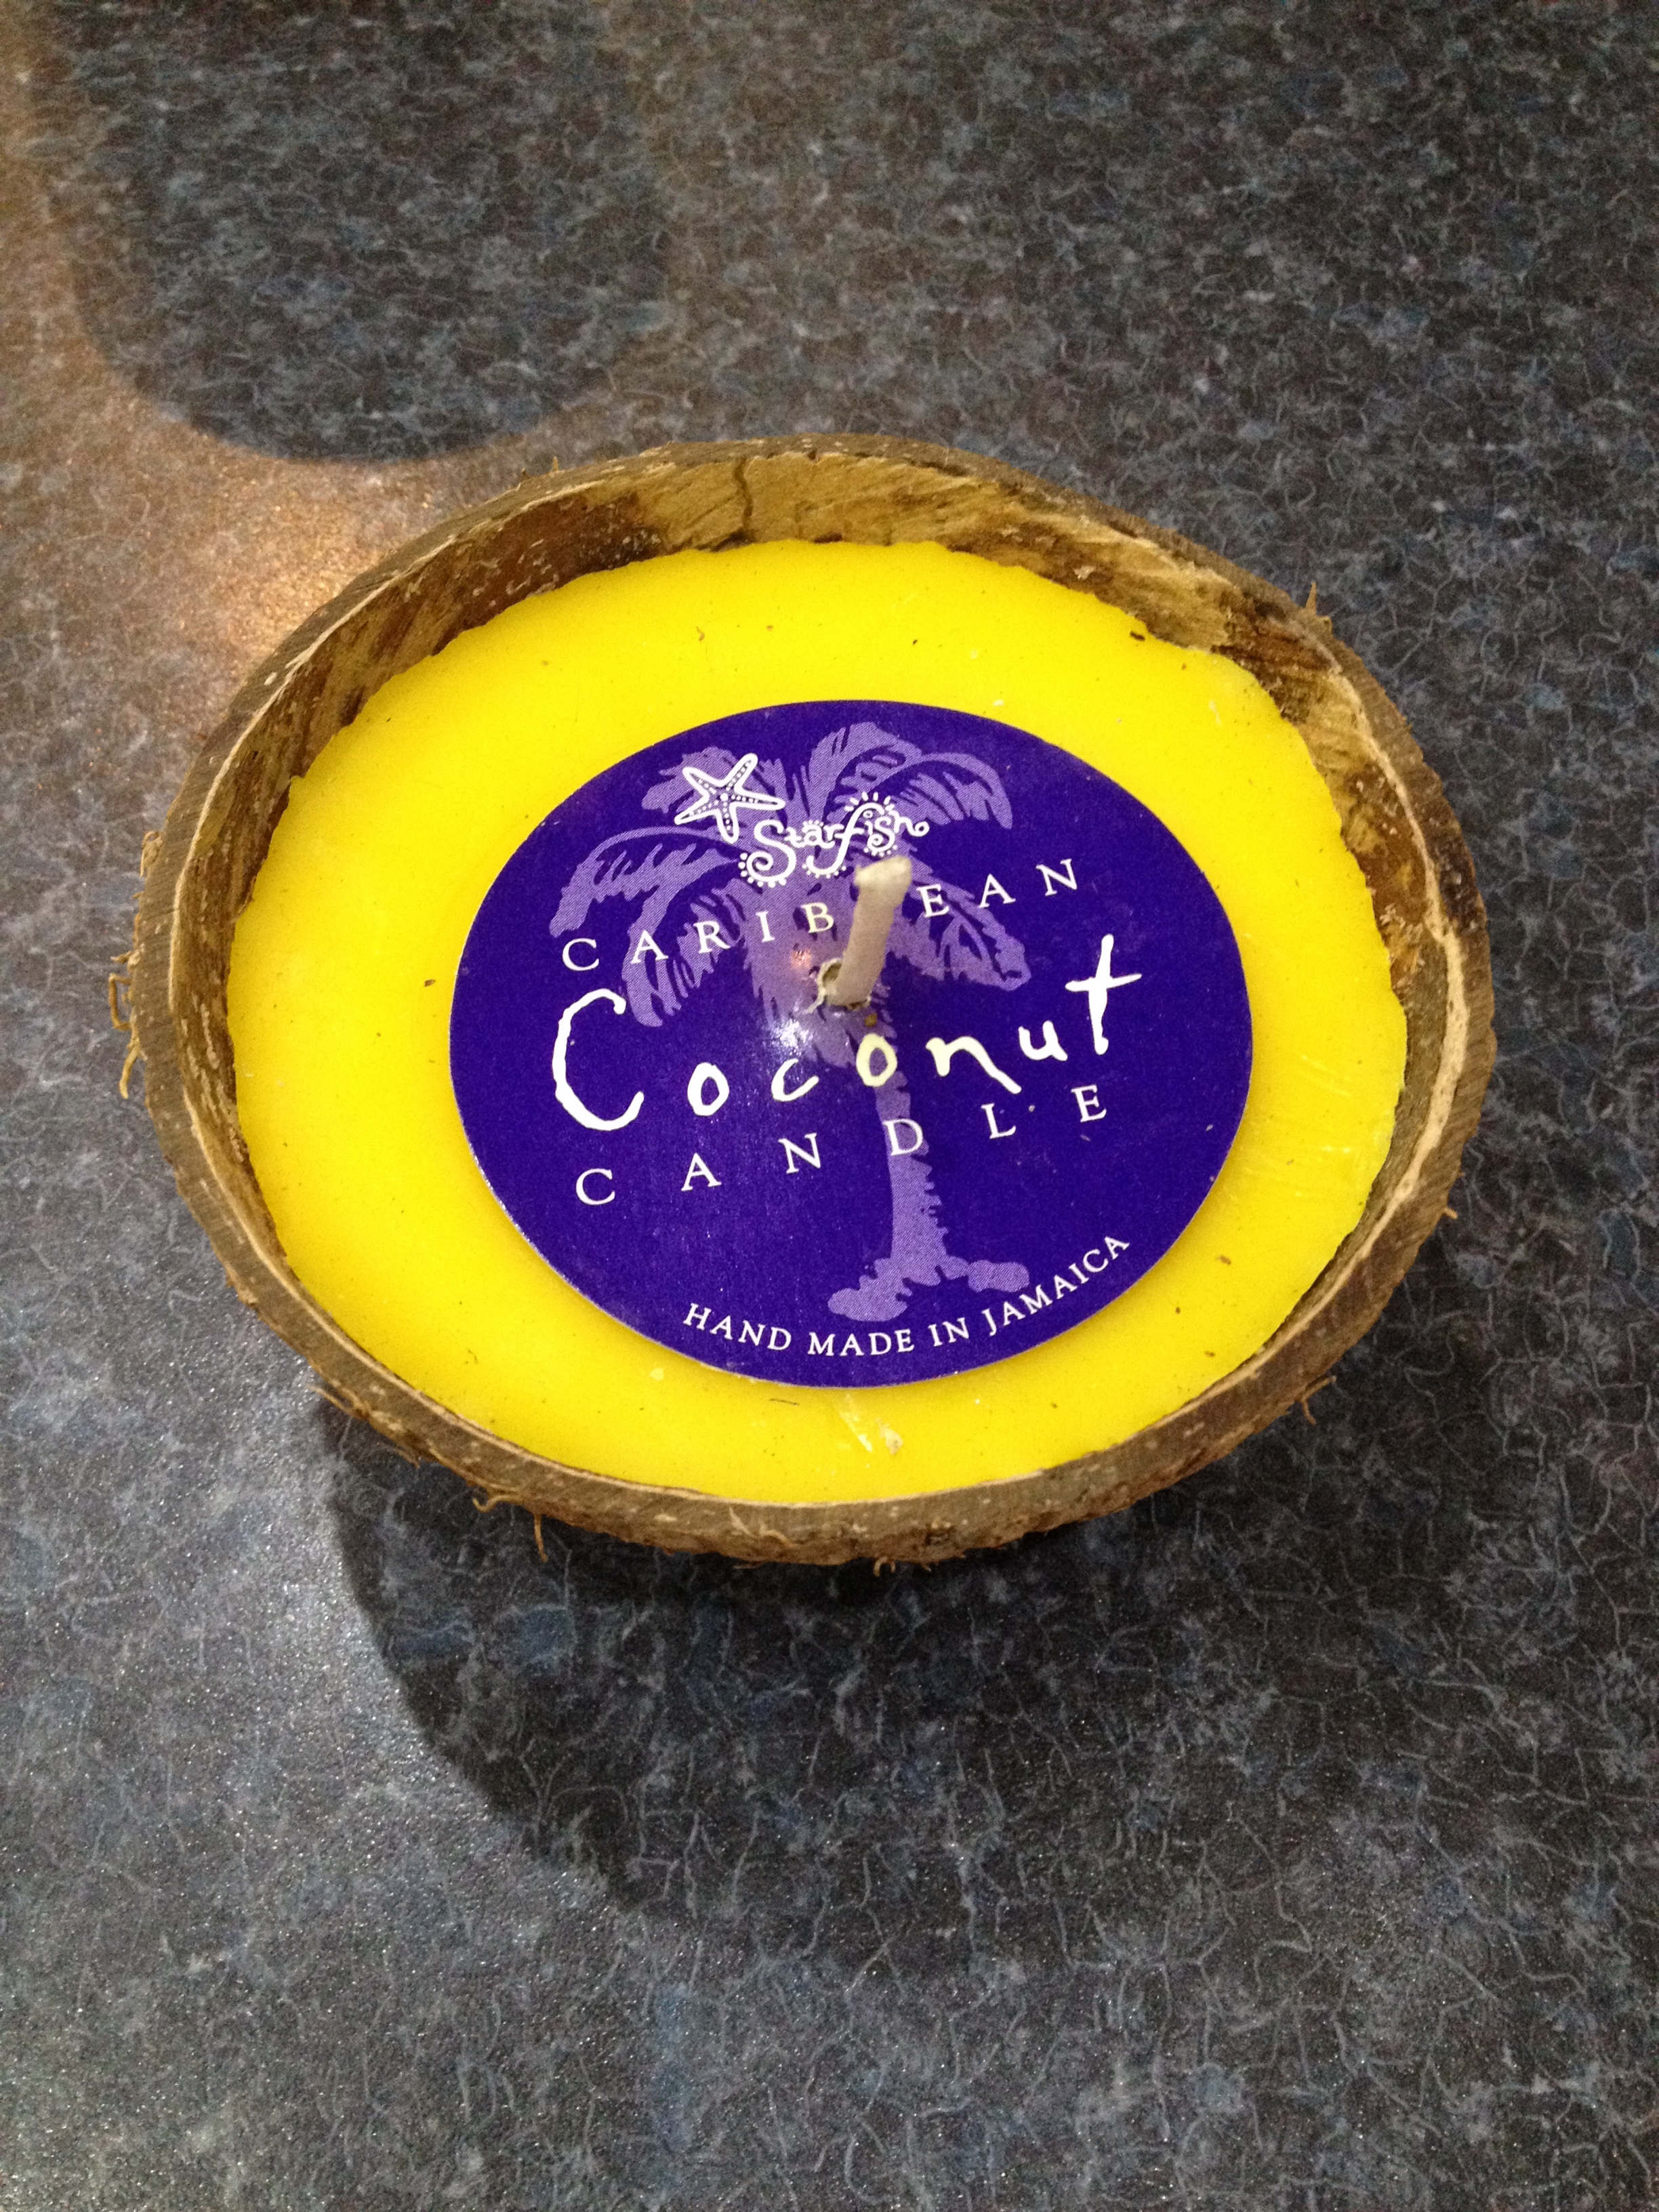 Starfish
CARIBBEAN
Coconut
CANDLE
HAND MADE IN JAMAICA